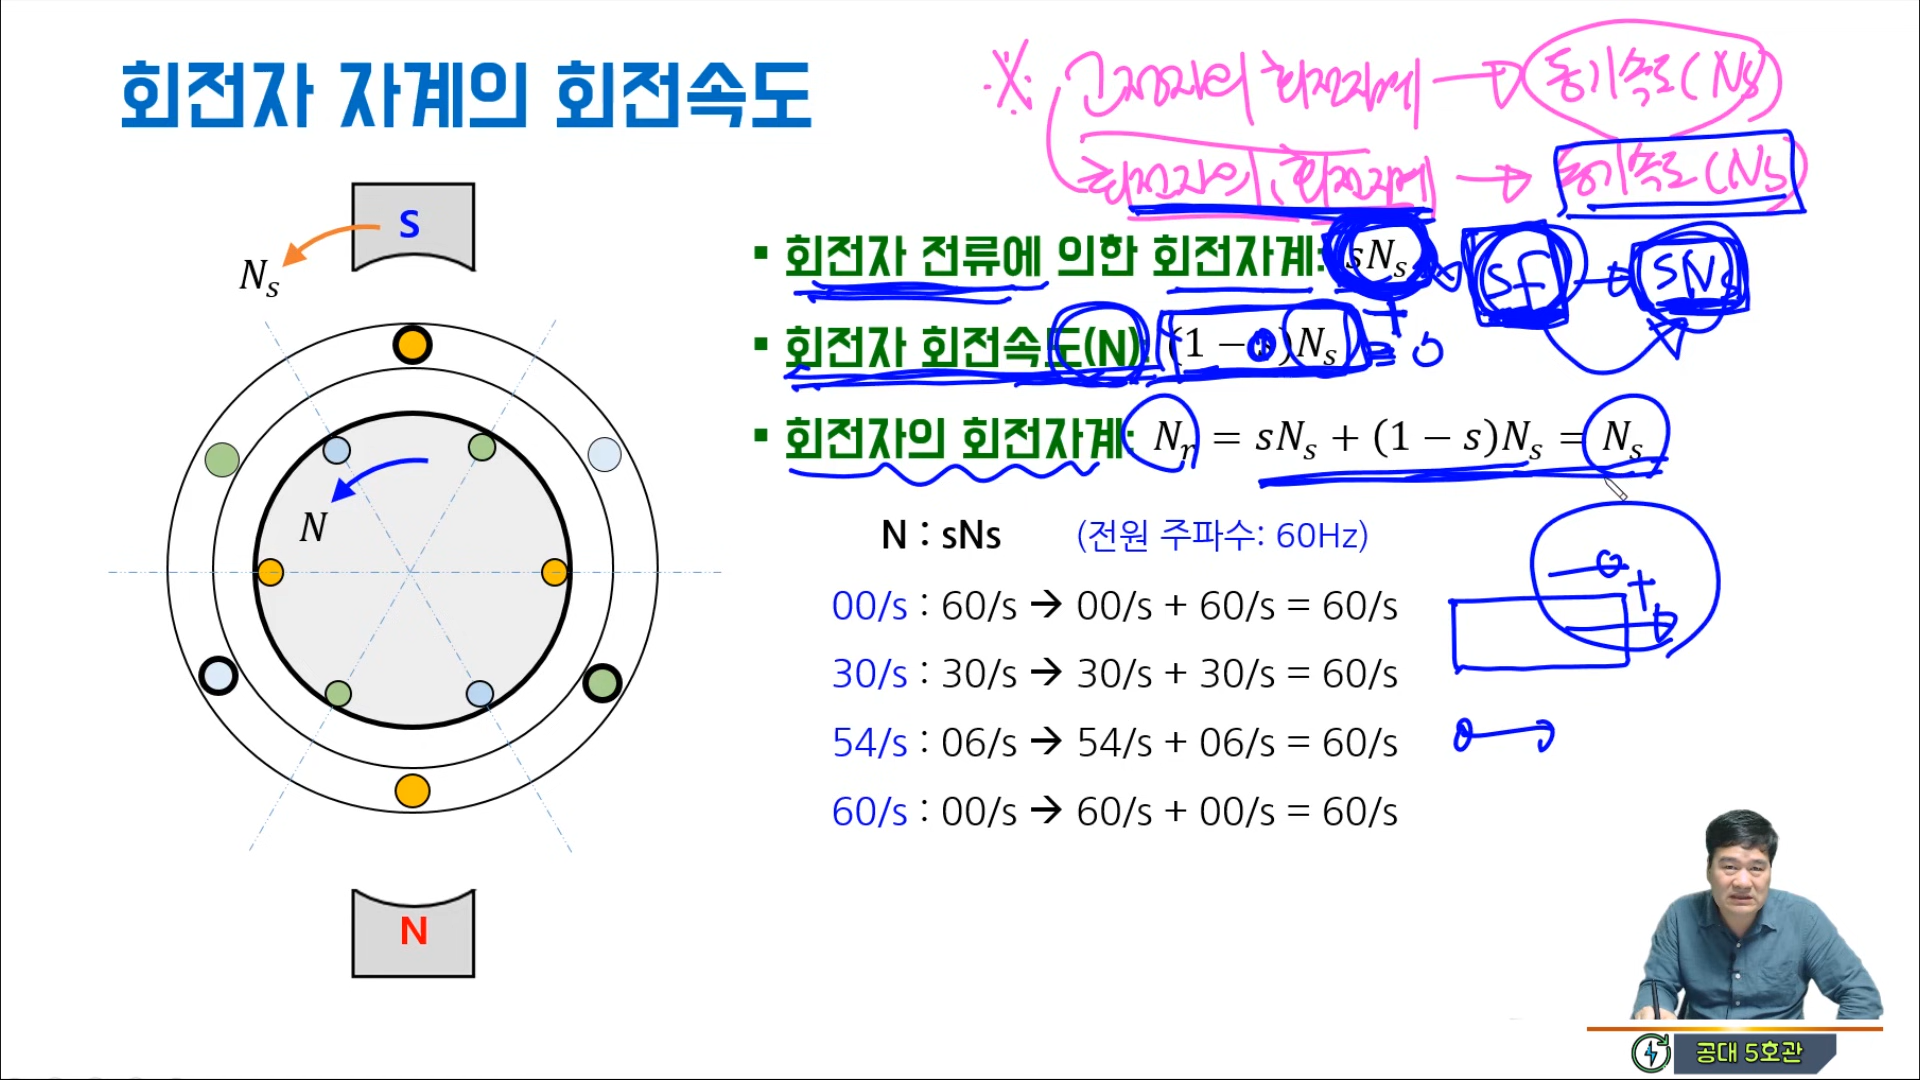 회전자 자계의 회전속도
※ 고정자의 회전자계 → 동기속도(Ns)
회전자의 회전자계 → 동기속도(Ns)
S
Ns
▪ 회전자 전류에 의한 회전자계: sNs sf → sNs
+
▪ 회전자 회전속도(N): (1 − )Ns = 0
▪ 회전자의 회전자계: Nr = sNs + (1 − s)Ns = Ns
N
N : sNs (전원 주파수: 60Hz)
00/s : 60/s → 00/s + 60/s = 60/s
30/s : 30/s → 30/s + 30/s = 60/s
54/s : 06/s → 54/s + 06/s = 60/s
60/s : 00/s → 60/s + 00/s = 60/s
+
N
공대 5호관